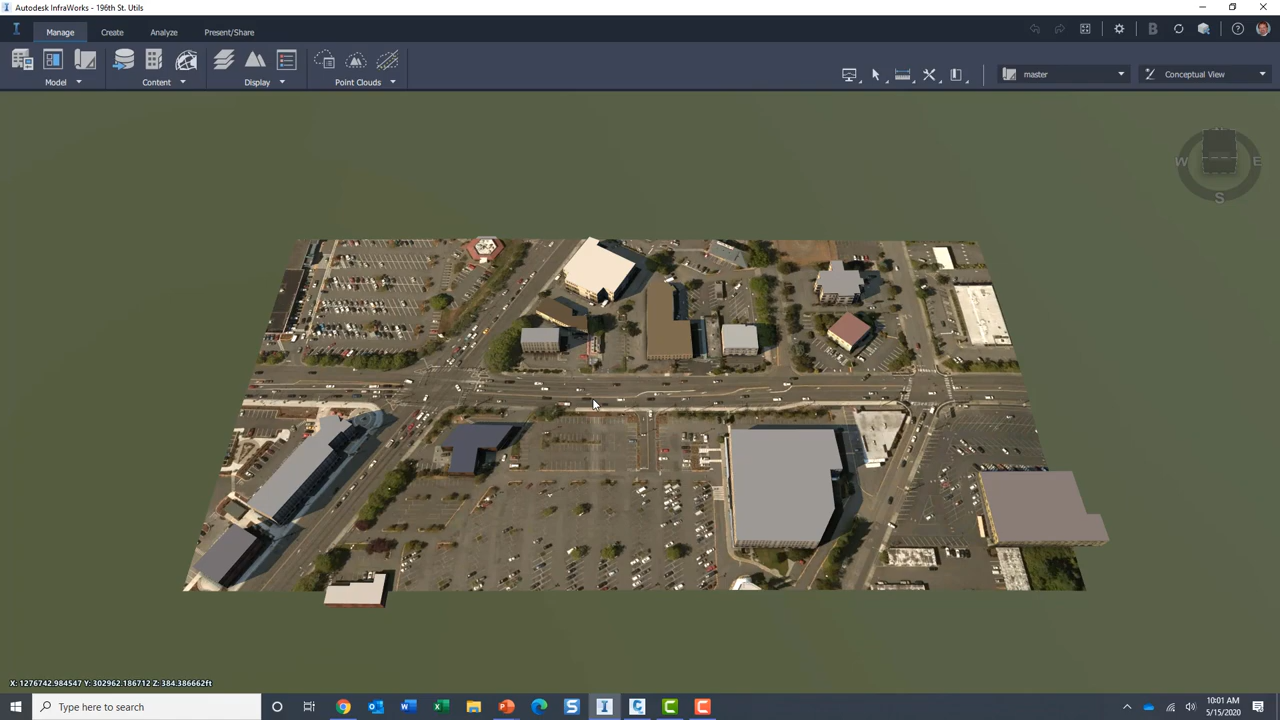 Autodesk InfraWorks - 196th St. Utils
Manage
Create
Analyze
Present/Share
Model
Content
Display
Point Clouds
master
Conceptual View
W
E
S
X: 1276742.984547 Y: 302962.186712 Z: 384.386662ft
Type here to search
10:01 AM
5/15/2020